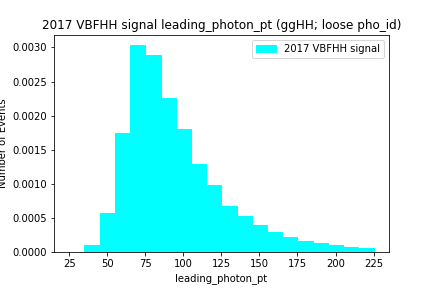 2017 VBFHH signal leading_photon_pt (ggHH; loose pho_id)
2017 VBFHH signal
Number of Events
0.0030
0.0025
0.0020
0.0015
0.0010
0.0005
0.0000
25 50 75 100 125 150 175 200 225
leading_photon_pt